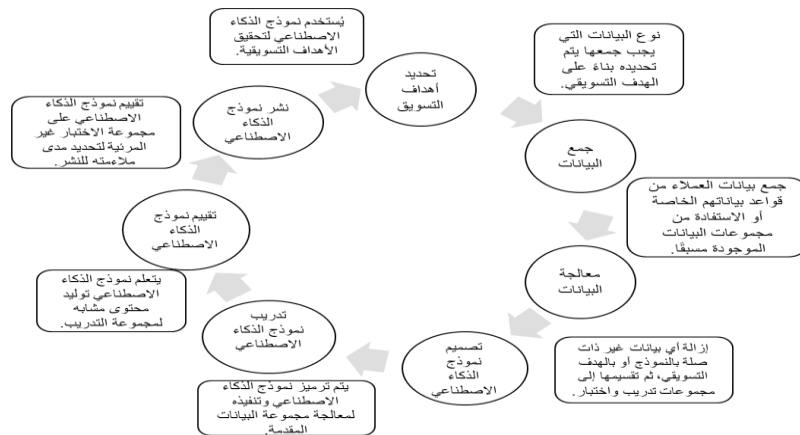 تحديد
أهداف
التسويق
نوع البيانات التي
يجب جمعها يتم
تحديده بناءً على
الهدف التسويقي.
جمع
البيانات
جمع بيانات العملاء من
قواعد بياناتهم الخاصة
أو الاستفادة من
مجموعات البيانات
الموجودة مسبقًا.
معالجة
البيانات
إزالة أي بيانات غير ذات
صلة بالنموذج أو بالهدف
التسويقي، ثم تقسيمها إلى
مجموعات تدريب واختبار.
تصميم
نموذج
الذكاء
الاصطناعي
يتم ترميز نموذج الذكاء
الاصطناعي وتنفيذه
لمعالجة مجموعة البيانات
المقدمة.
تدريب
نموذج الذكاء
الاصطناعي
يتعلم نموذج الذكاء
الاصطناعي توليد
محتوى مشابه
لمجموعة التدريب.
تقييم نموذج
الذكاء
الاصطناعي
تقييم نموذج الذكاء
الاصطناعي على
مجموعة الاختبار غير
المرئية لتحديد مدى
ملاءمته للنشر.
نشر نموذج
الذكاء
الاصطناعي
يُستخدم نموذج الذكاء
الاصطناعي لتحقيق
الأهداف التسويقية.